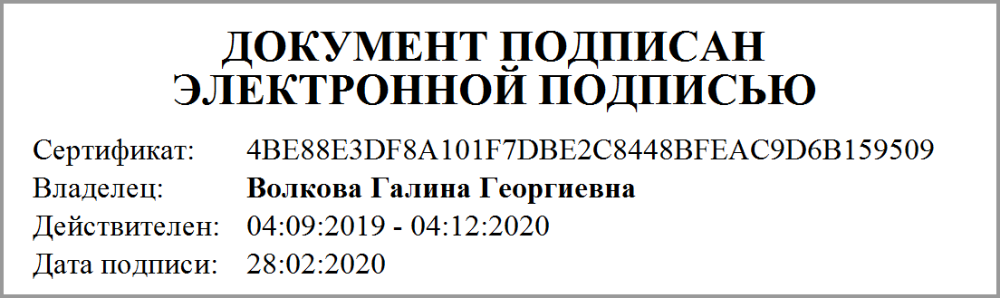 ДОКУМЕНТ ПОДПИСАН
ЭЛЕКТРОННОЙ ПОДПИСЬЮ
Сертификат: 4BE88E3DF8A101F7DBE2C8448BFEAC9D6B159509
Владелец: Волкова Галина Георгиевна
Действителен: 04:09:2019 - 04:12:2020
Дата подписи: 28:02:2020